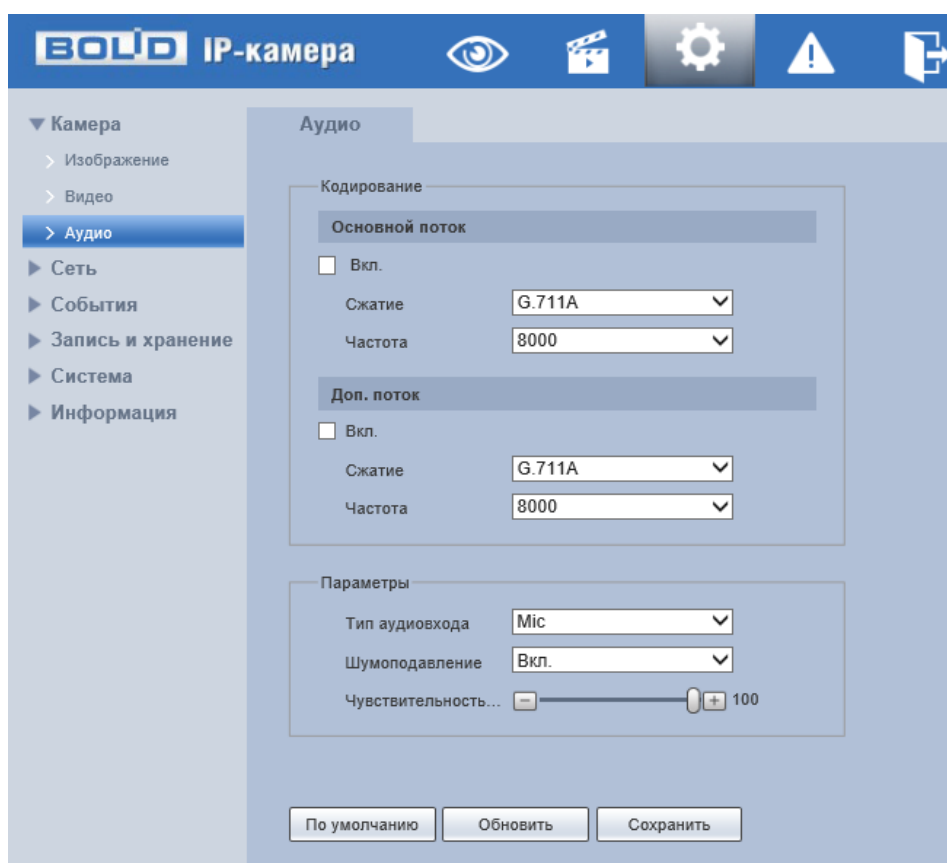 BOLID IP-камера
Камера
Изображение
Видео
Аудио
Сеть
События
Запись и хранение
Система
Информация
Аудио
Кодирование
Основной поток
Вкл.
Сжатие G.711A
Частота 8000
Доп. поток
Вкл.
Сжатие G.711A
Частота 8000
Параметры
Тип аудиовхода Mic
Шумоподавление Вкл.
Чувствительность... 100
По умолчанию Обновить Сохранить